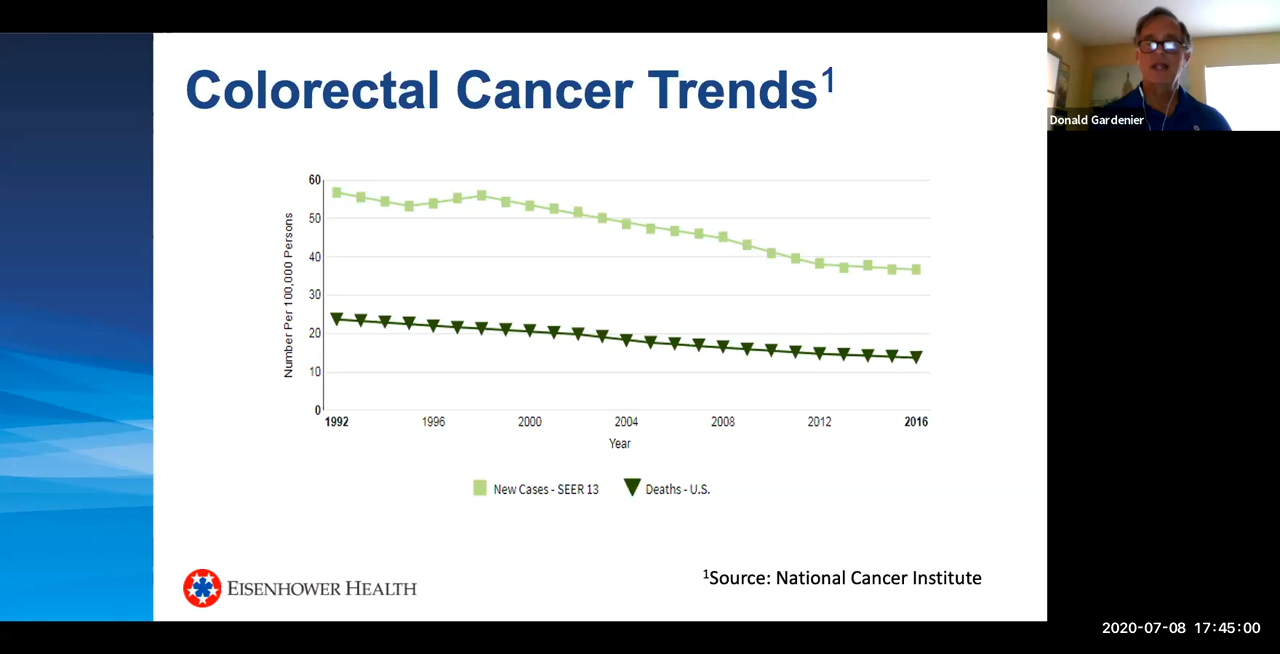 Colorectal Cancer Trends1
Donald Gardenier
60
50
40
30
20
10
0
Number Per 100,000 Persons
1992 1996 2000 2004 2008 2012 2016
Year
New Cases - SEER 13 Deaths - U.S.
EISENHOWER HEALTH
1Source: National Cancer Institute
2020-07-08 17:45:00